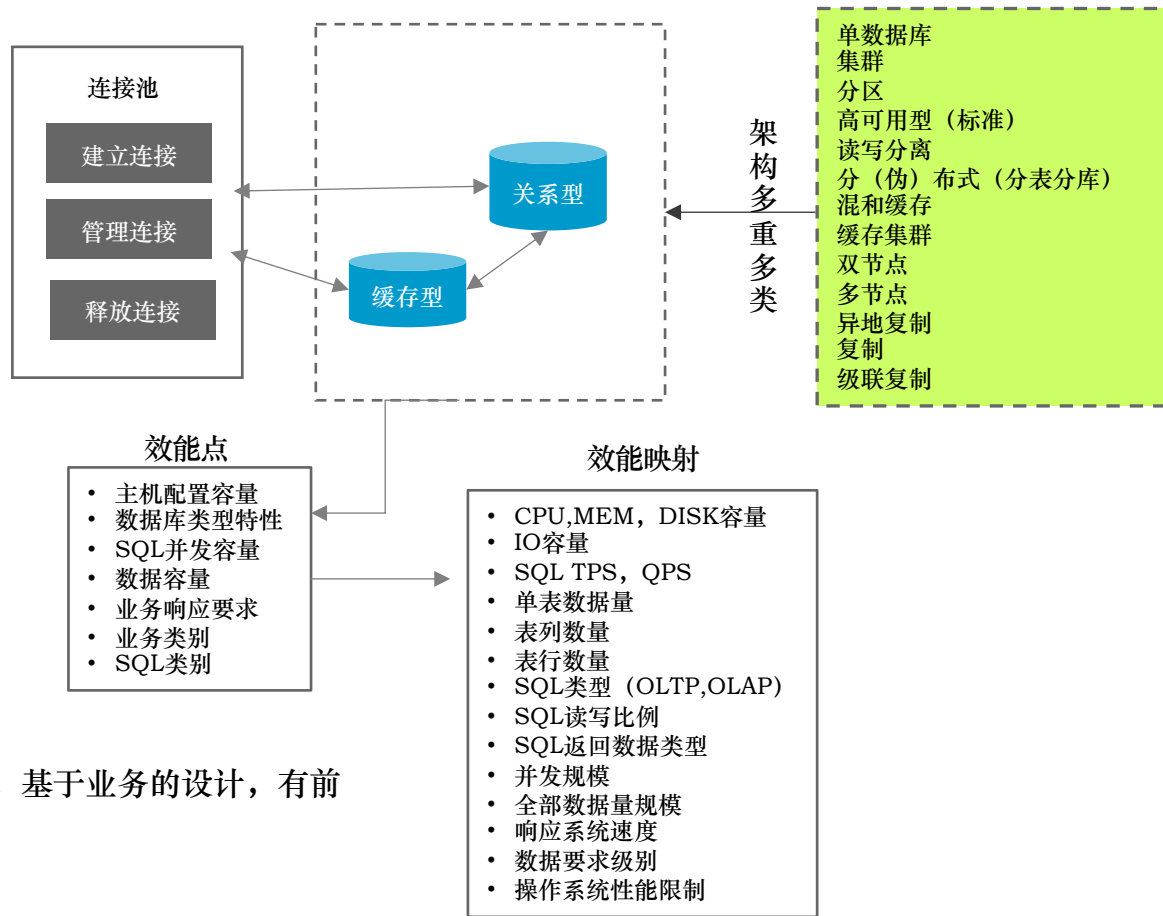 连接池
建立连接
管理连接
释放连接
关系型
缓存型
架构多重多类
单数据库
集群
分区
高可用型（标准）
读写分离
分（伪）布式（分表分库）
混和缓存
缓存集群
双节点
多节点
异地复制
复制
级联复制
效能点
• 主机配置容量
• 数据库类型特性
• SQL并发容量
• 数据容量
• 业务响应要求
• 业务类别
• SQL类别
效能映射
• CPU,MEM，DISK容量
• IO容量
• SQL TPS，QPS
• 单表数据量
• 表列数量
• 表行数量
• SQL类型（OLTP,OLAP）
• SQL读写比例
• SQL返回数据类型
• 并发规模
• 全部数据量规模
• 响应系统速度
• 数据要求级别
• 操作系统性能限制
基于业务的设计，有前